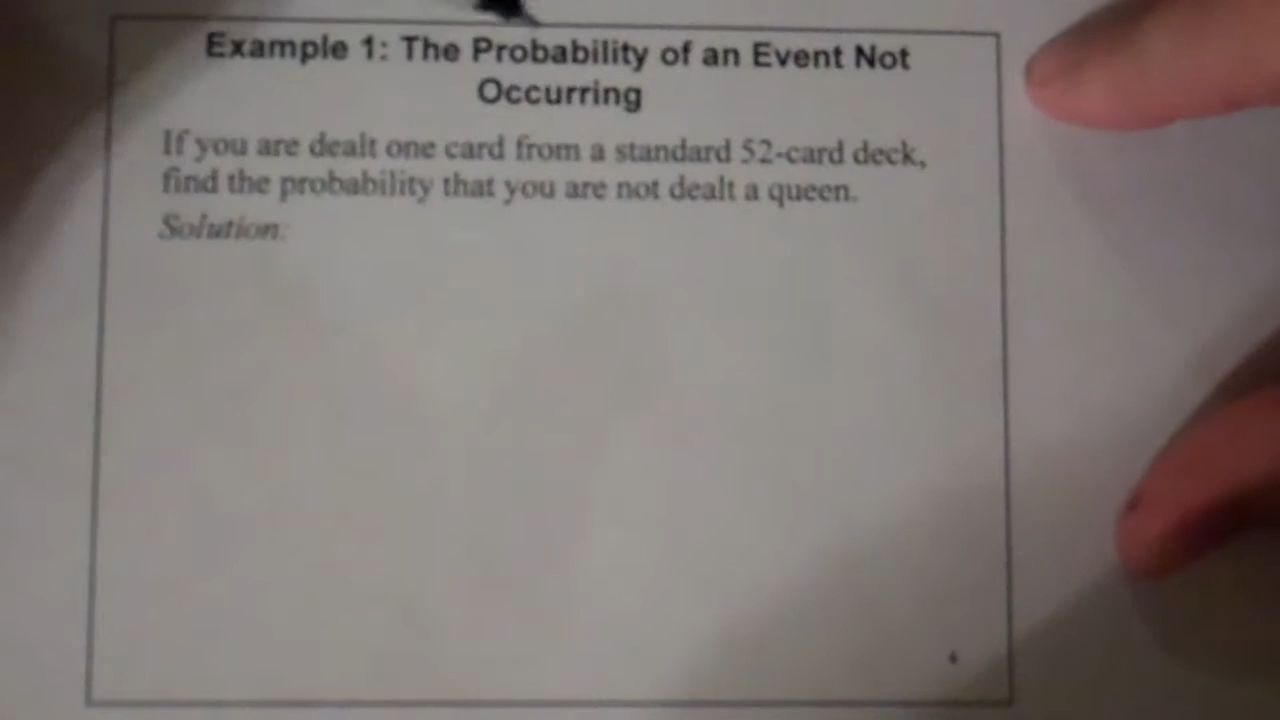 Example 1: The Probability of an Event Not
Occurring
If you are dealt one card from a standard 52-card deck,
find the probability that you are not dealt a queen.
Solution: